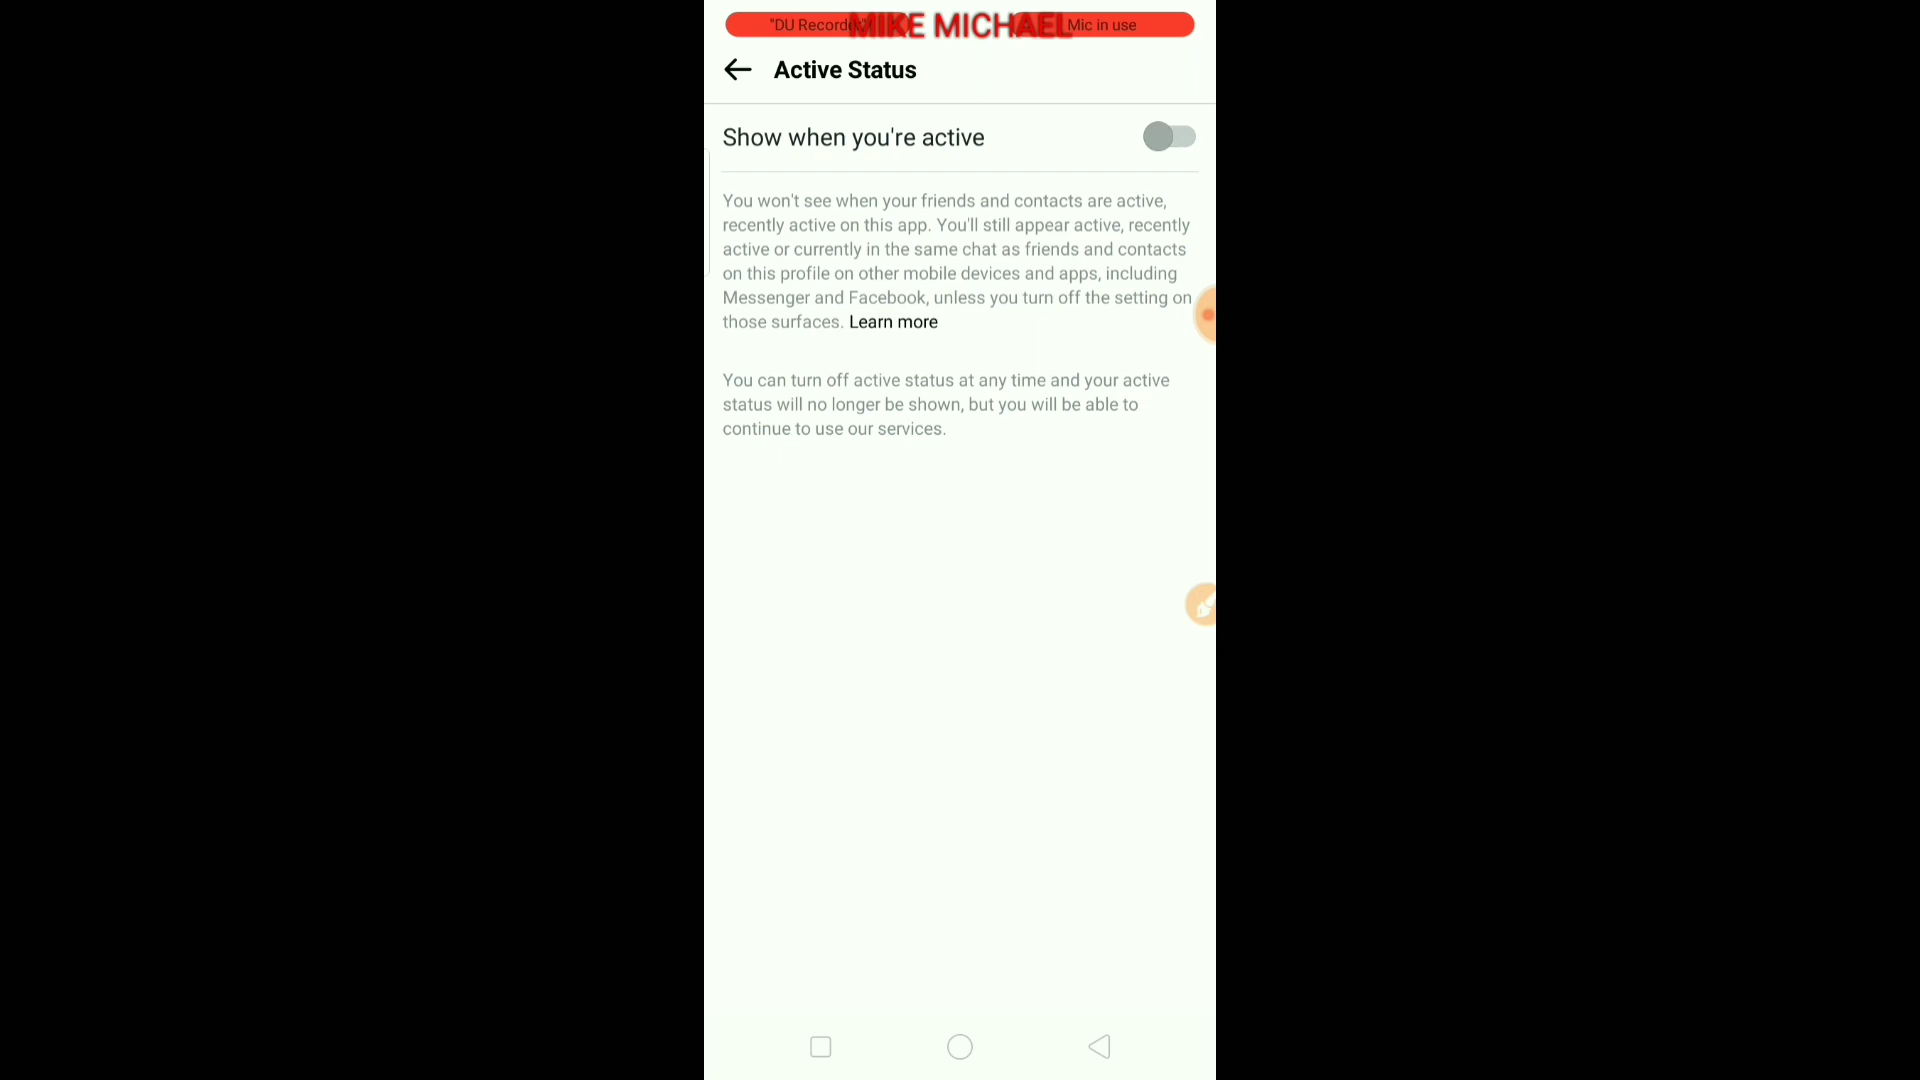 "DU Recorder"
MIKE MICHAEL
Mic in use
Active Status
Show when you're active
You won't see when your friends and contacts are active,
recently active on this app. You'll still appear active, recently
active or currently in the same chat as friends and contacts
on this profile on other mobile devices and apps, including
Messenger and Facebook, unless you turn off the setting on
those surfaces. Learn more
You can turn off active status at any time and your active
status will no longer be shown, but you will be able to
continue to use our services.